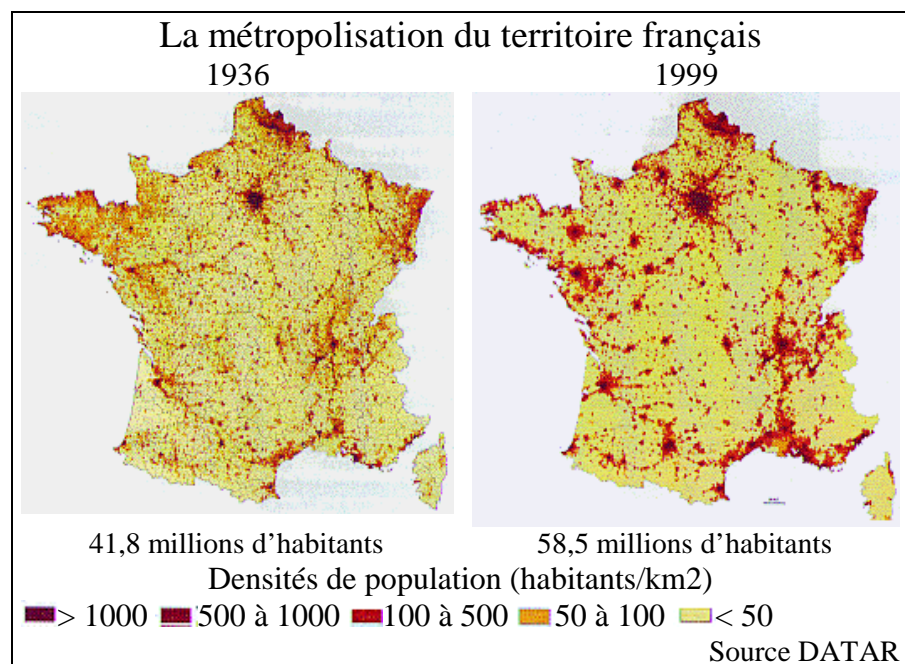 La métropolisation du territoire français
1936 1999
41,8 millions d'habitants 58,5 millions d'habitants
Densités de population (habitants/km2)
> 1000 500 à 1000 100 à 500 50 à 100 < 50
Source DATAR